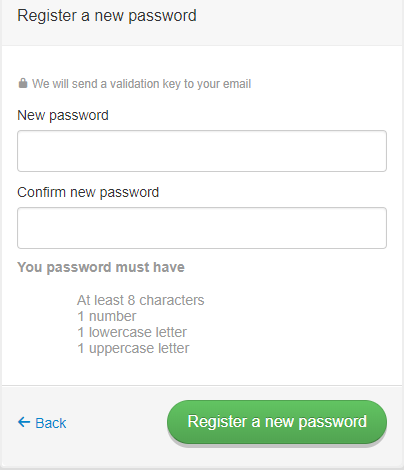 Register a new password
We will send a validation key to your email
New password
Confirm new password
You password must have
At least 8 characters
1 number
1 lowercase letter
1 uppercase letter
Back
Register a new password